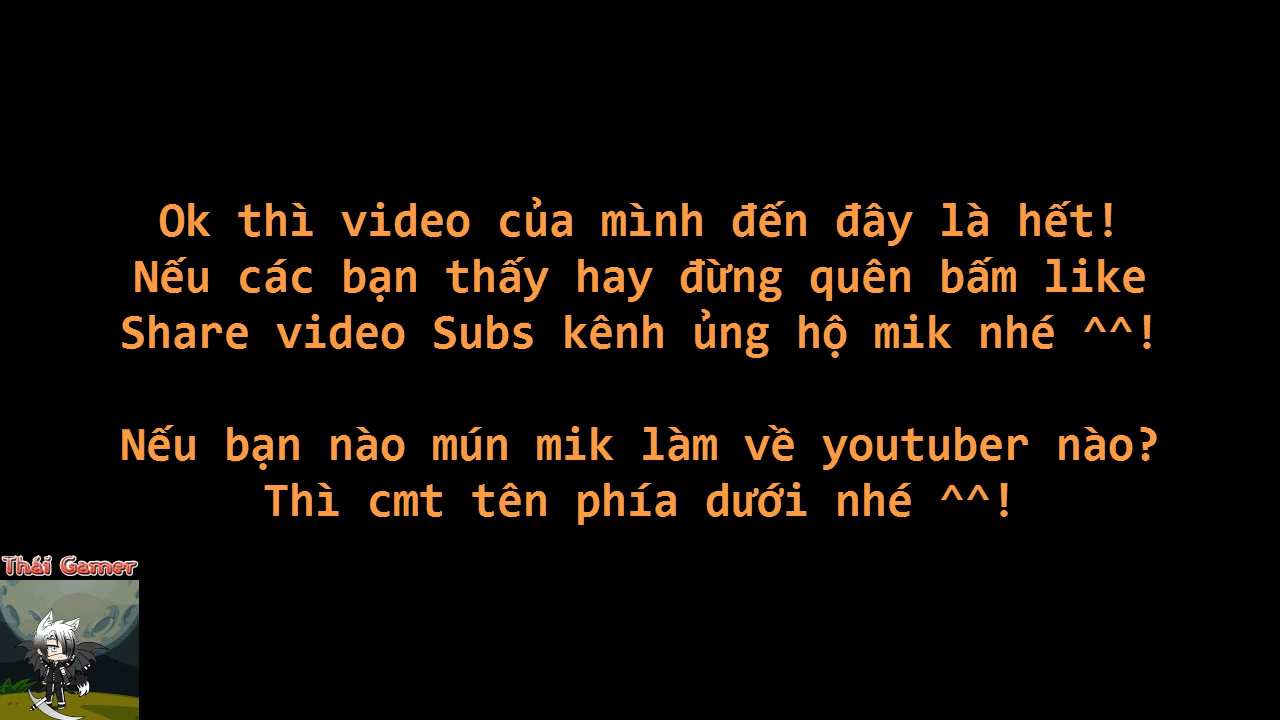 Ok thì video của mình đến đây là hết!
Nếu các bạn thấy hay đừng quên bấm like
Share video Subs kênh ủng hộ mik nhé ^^!
Nếu bạn nào mún mik làm về youtuber nào?
Thì cmt tên phía dưới nhé ^^!
Thái Gamer